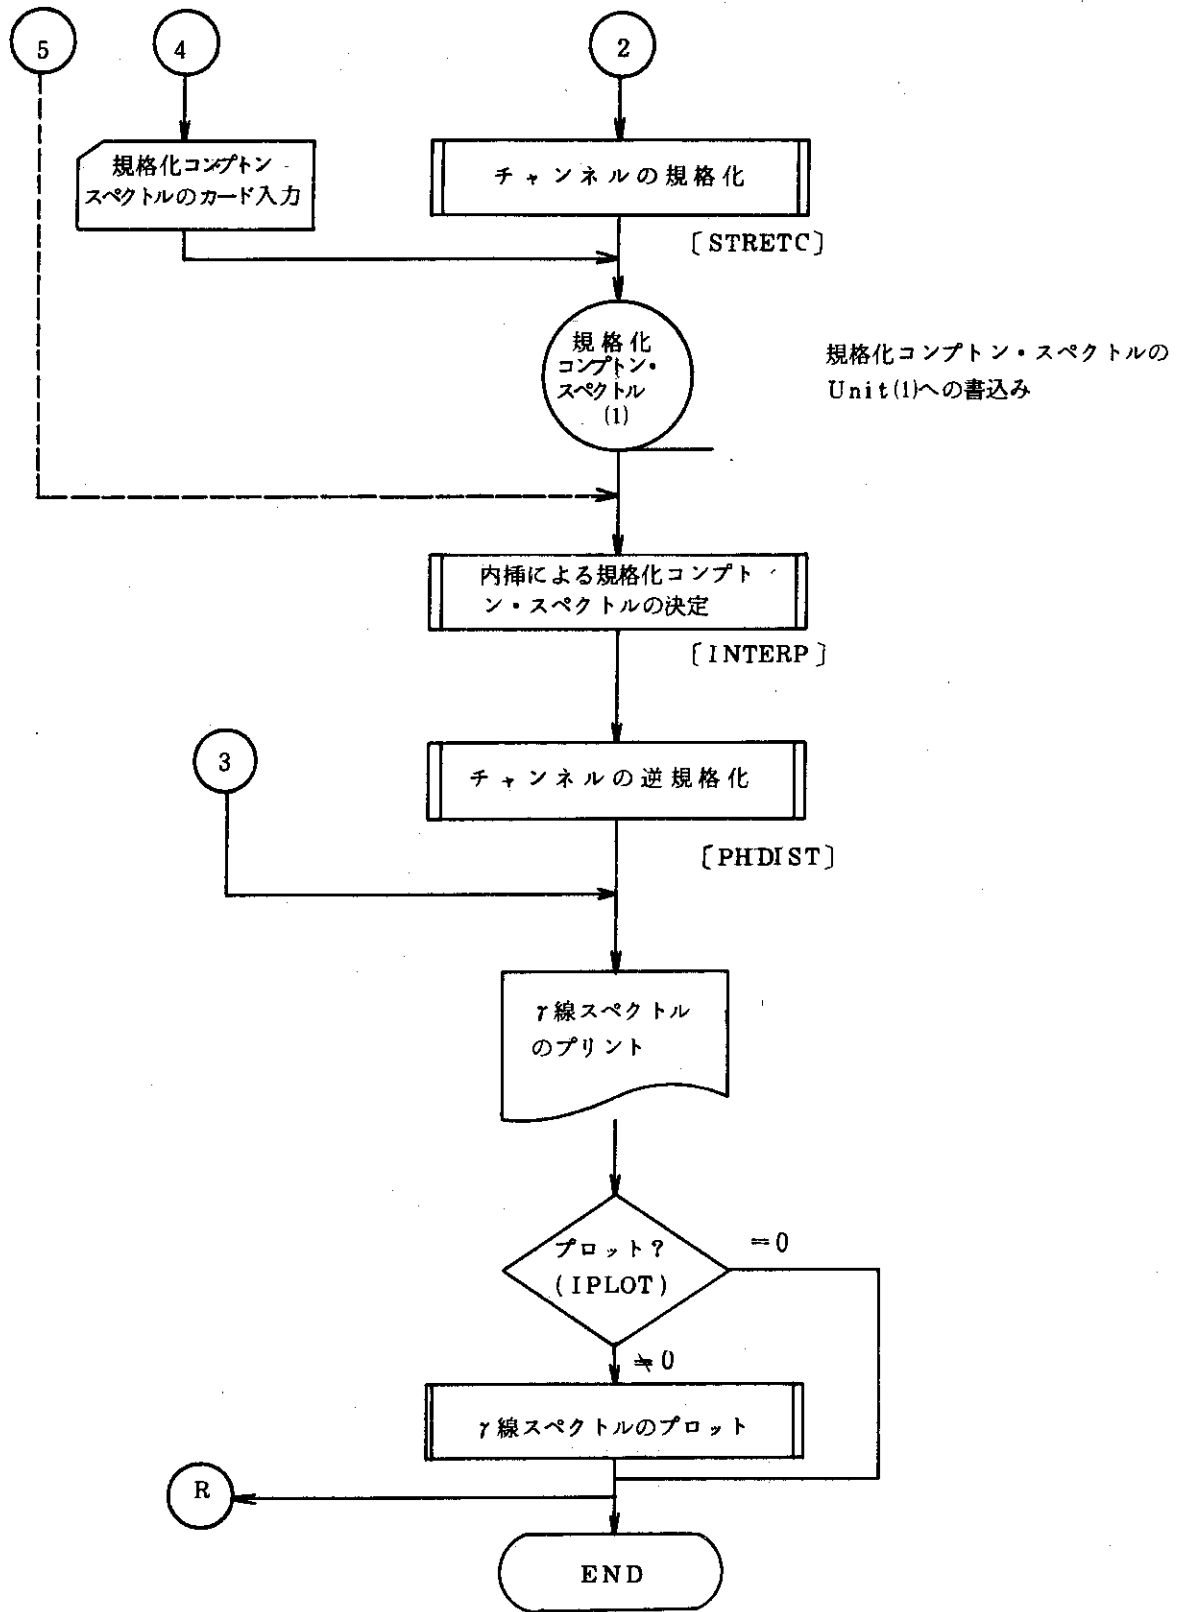 5
4
2
規格化コンプトン
スペクトルのカード入力
チャンネルの規格化
〔STRETC〕
規格化
コンプトン・
スペクトル
(1)
規格化コンプトン・スペクトルの
Unit(1)への書込み
内挿による規格化コンプト
ン・スペクトルの決定
〔INTERP〕
3
チャンネルの逆規格化
〔PHDIST〕
γ線スペクトル
のプリント
プロット?
(IPLOT)
=0
≒0
γ線スペクトルのプロット
R
END